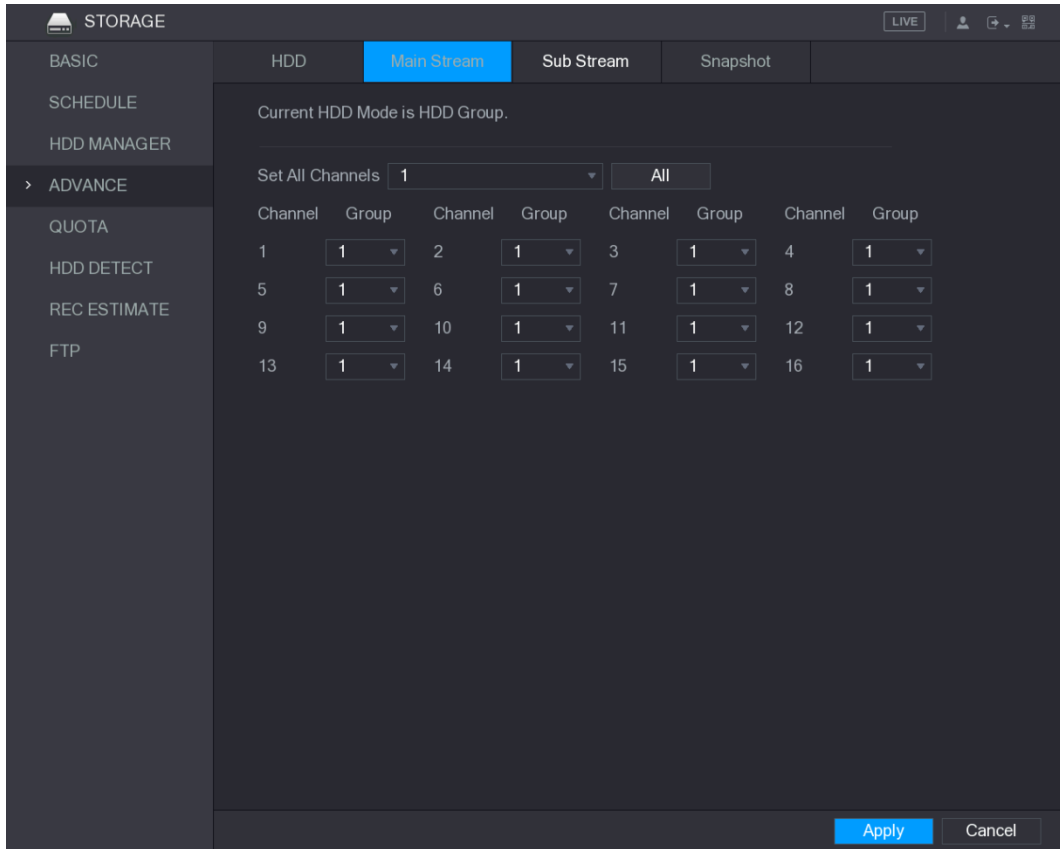 STORAGE LIVE
BASIC
SCHEDULE
HDD MANAGER
> ADVANCE
QUOTA
HDD DETECT
REC ESTIMATE
FTP
HDD Main Stream Sub Stream Snapshot
Current HDD Mode is HDD Group.
Set All Channels 1 All
Channel Group Channel Group Channel Group Channel Group
1 1 2 1 3 1 4 1
5 1 6 1 7 1 8 1
9 1 10 1 11 1 12 1
13 1 14 1 15 1 16 1
Apply Cancel